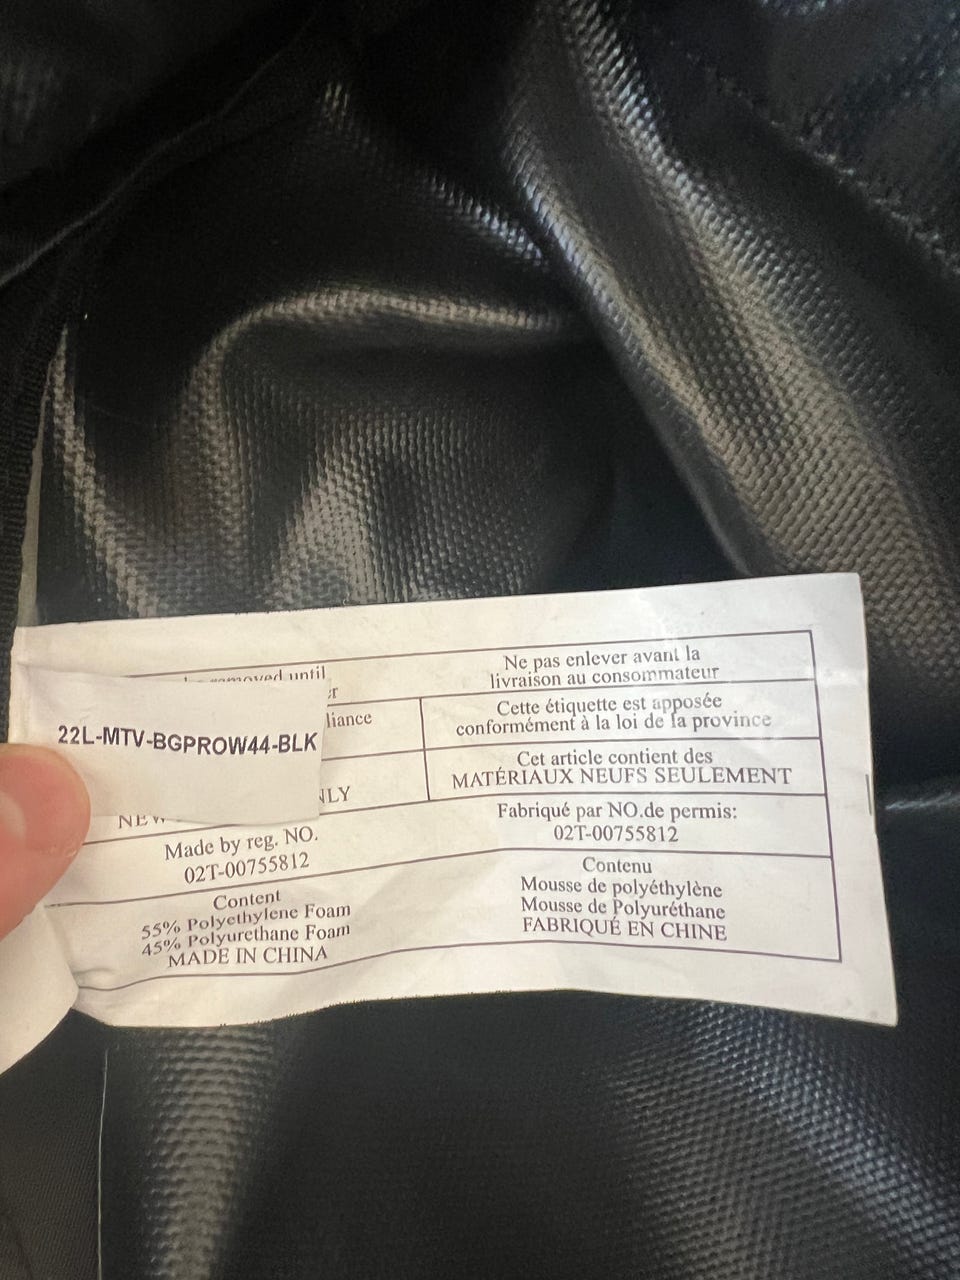 removed until
Ne pas enlever avant la
livraison au consommateur
liance
Cette étiquette est apposée
conformément à la loi de la province
22L-MTV-BGPROW44-BLK
Cet article contient des
MATÉRIAUX NEUFS SEULEMENT
NLY
NEW
Made by reg. NO.
02T-00755812
Fabriqué par NO.de permis:
02T-00755812
Content
55% Polyethylene Foam
45% Polyurethane Foam
MADE IN CHINA
Contenu
Mousse de polyéthylène
Mousse de Polyuréthane
FABRIQUÉ EN CHINE